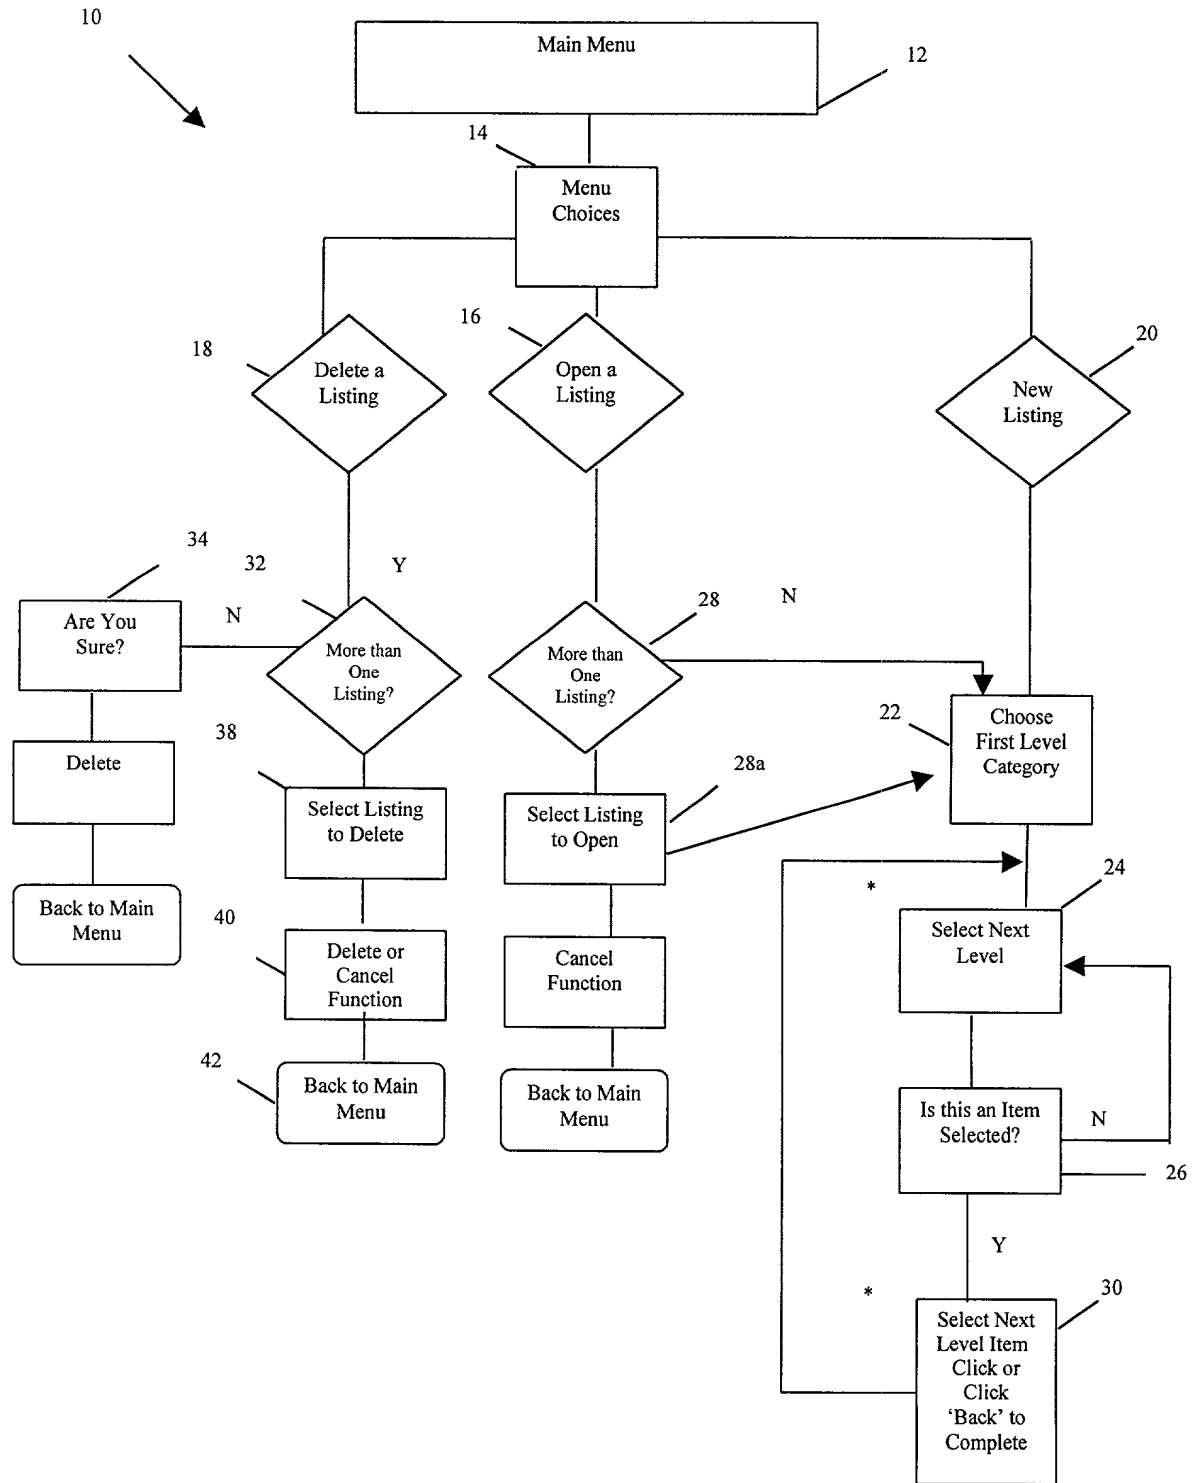 10
Main Menu
12
14
Menu
Choices
18
Delete a
Listing
16
Open a
Listing
20
New
Listing
34
32
Y
Are You
Sure?
N
More than
One
Listing?
28
N
More than
One
Listing?
22
Choose
First Level
Category
Delete
38
28a
Select Listing
to Delete
Select Listing
to Open
*
24
Back to Main
Menu
40
Delete or
Cancel
Function
Cancel
Function
Select Next
Level
42
Back to Main
Menu
Back to Main
Menu
Is this an Item
Selected?
N
26
Y
*
30
Select Next
Level Item
Click or
Click
‘Back’ to
Complete